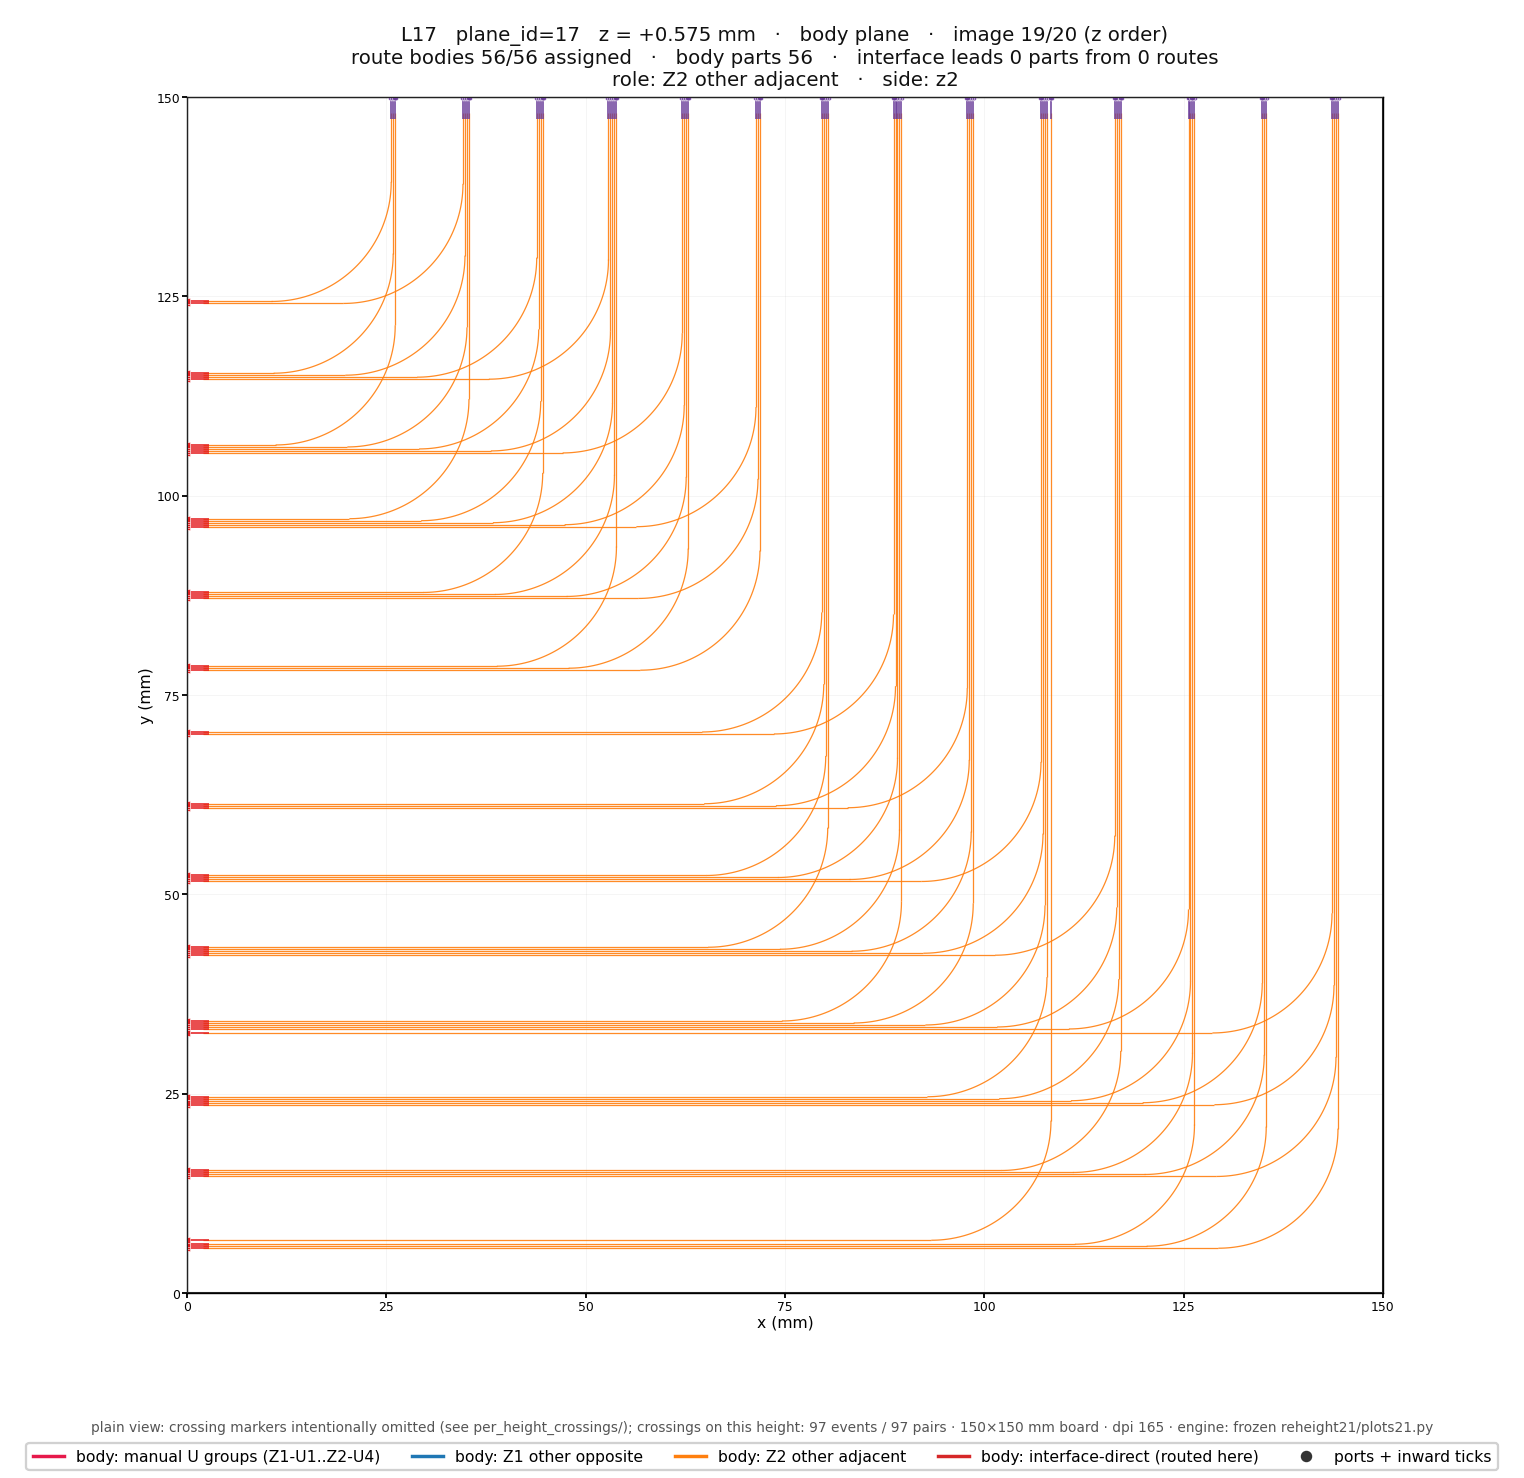 L17   plane_id=17   z = +0.575 mm   ·   body plane   ·   image 19/20 (z order)
route bodies 56/56 assigned   ·   body parts 56   ·   interface leads 0 parts from 0 routes
role: Z2 other adjacent   ·   side: z2
150
125
100
75
50
25
0
y (mm)
0 25 50 75 100 125 150
x (mm)
plain view: crossing markers intentionally omitted (see per_height_crossings/); crossings on this height: 97 events / 97 pairs · 150×150 mm board · dpi 165 · engine: frozen reheight21/plots21.py
body: manual U groups (Z1-U1..Z2-U4) body: Z1 other opposite body: Z2 other adjacent body: interface-direct (routed here) ports + inward ticks